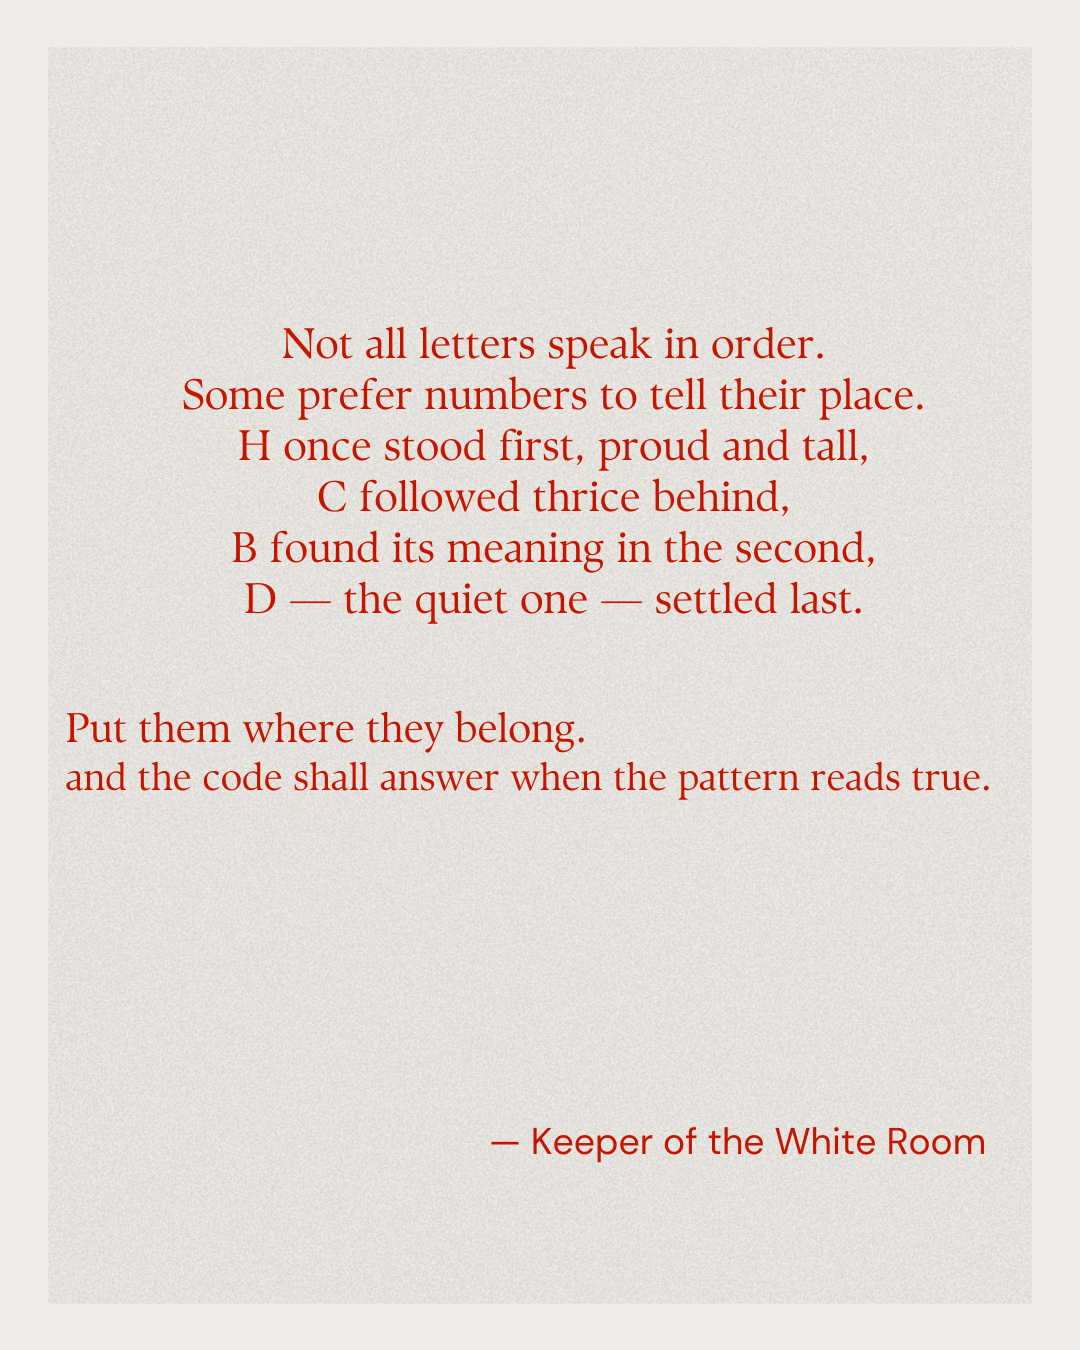 Not all letters speak in order.
Some prefer numbers to tell their place.
H once stood first, proud and tall,
C followed thrice behind,
B found its meaning in the second,
D — the quiet one — settled last.
Put them where they belong.
and the code shall answer when the pattern reads true.
— Keeper of the White Room